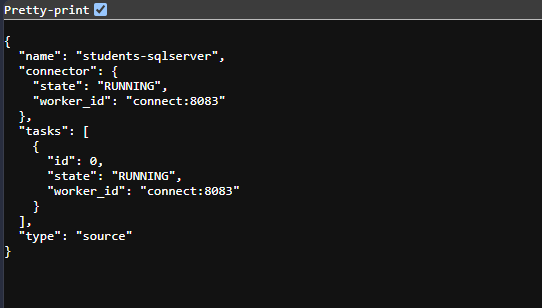 Pretty-print
{
  "name": "students-sqlserver",
  "connector": {
    "state": "RUNNING",
    "worker_id": "connect:8083"
  },
  "tasks": [
    {
      "id": 0,
      "state": "RUNNING",
      "worker_id": "connect:8083"
    }
  ],
  "type": "source"
}